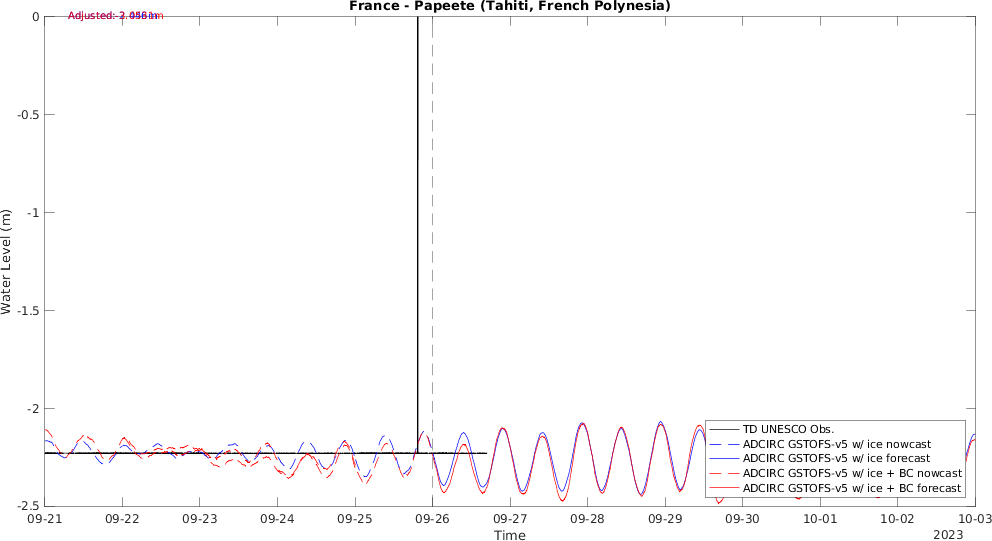 France - Papeete (Tahiti, French Polynesia)
Adjusted:
0
-0.5
-1
-1.5
-2
-2.5
Water Level (m)
09-21
09-22
09-23
09-24
09-25
09-26
09-27
09-28
09-29
09-30
10-01
10-02
10-03
Time
2023
TD UNESCO Obs.
ADCIRC GSTOFS-v5 w/ ice nowcast
ADCIRC GSTOFS-v5 w/ ice forecast
ADCIRC GSTOFS-v5 w/ ice + BC nowcast
ADCIRC GSTOFS-v5 w/ ice + BC forecast